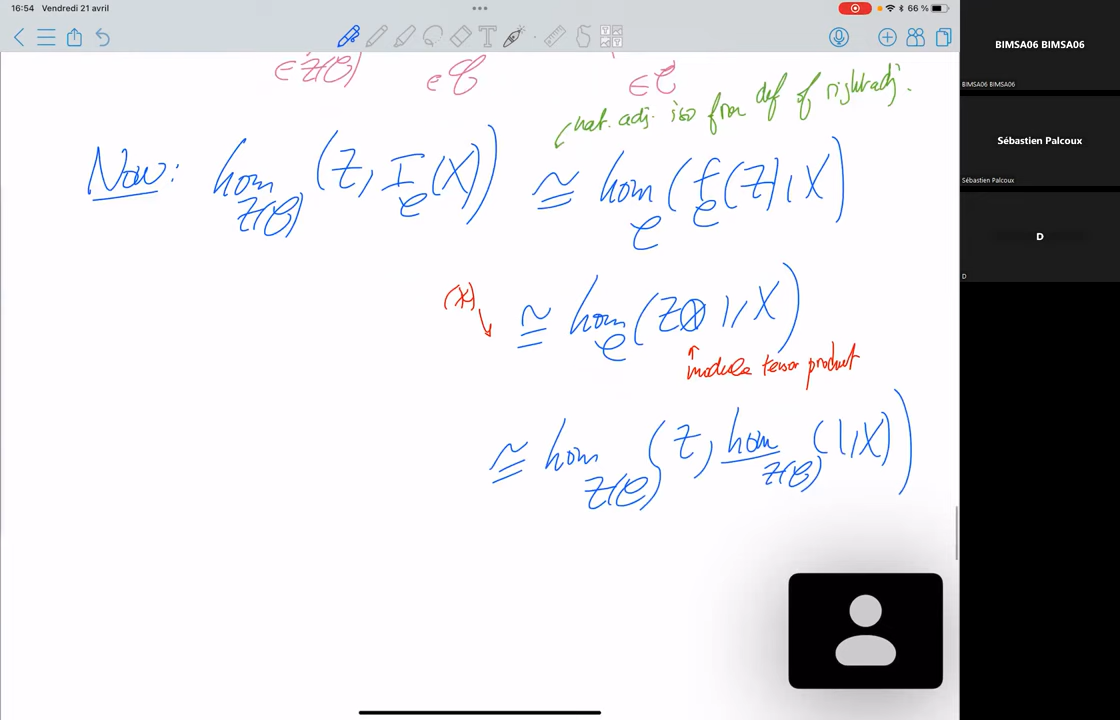 16:54 Vendredi 21 avril
66 %
BIMSA06 BIMSA06
BIMSA06 BIMSA06
Sébastien Palcoux
Sébastien Palcoux
D
D
∈ Z(𝒞) ∈ 𝒞 ∈ 𝒞
nat. adj. iso from def of right adj.
Now: hom_{Z(𝒞)} (Z, I_𝒞(X)) ≅ hom_𝒞 (f_𝒞(Z), X)
(*) ≅ hom_𝒞 (Z ⊗ 1, X)
module tensor product
≅ hom_{Z(𝒞)} (Z, hom_{Z(𝒞)} (1, X))